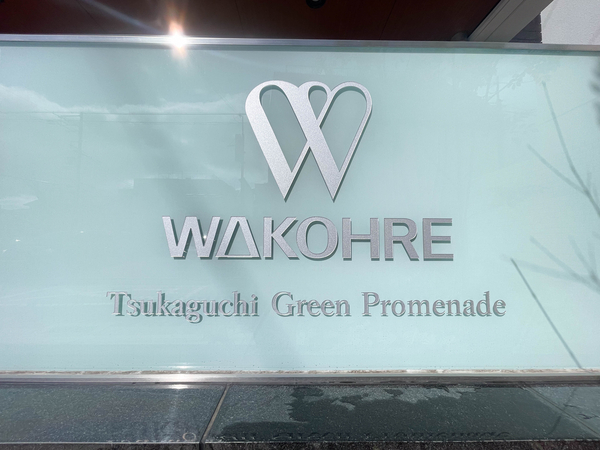 WAKOHRE
Tsukaguchi Green Promenade